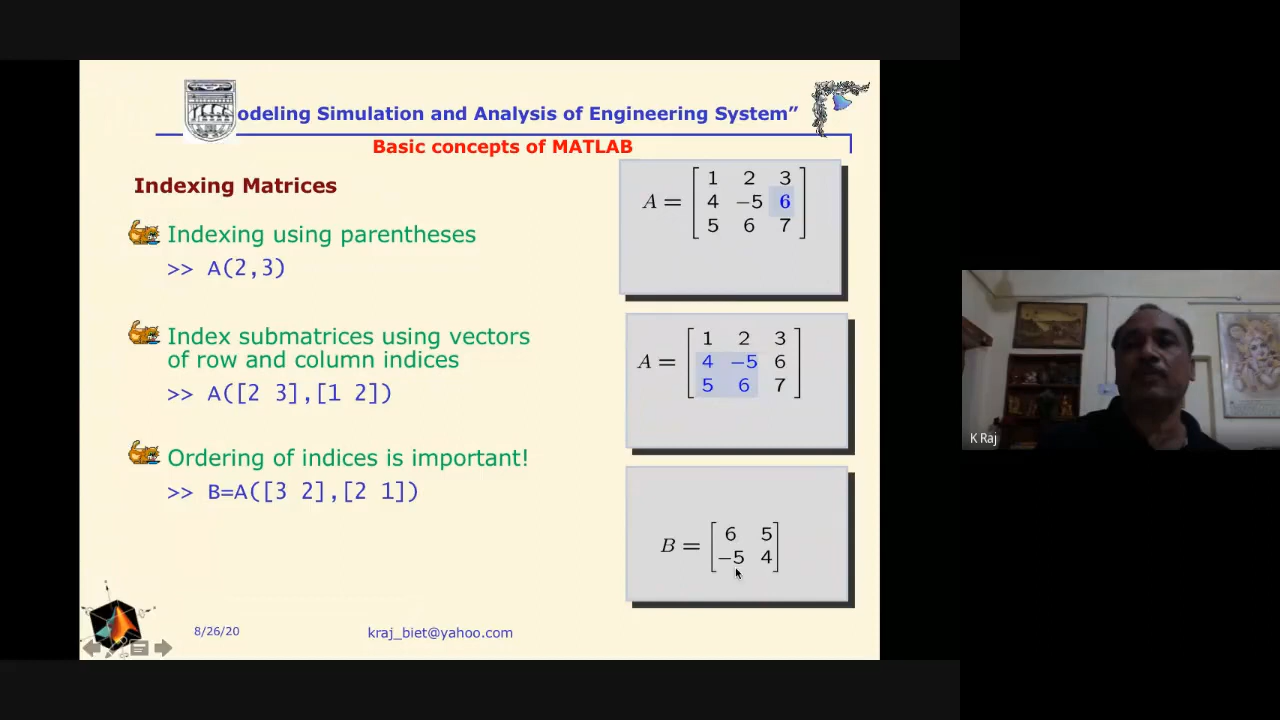 odeling Simulation and Analysis of Engineering System”
Basic concepts of MATLAB
Indexing Matrices
Indexing using parentheses
>> A(2,3)
Index submatrices using vectors
of row and column indices
>> A([2 3],[1 2])
Ordering of indices is important!
>> B=A([3 2],[2 1])
1 2 3
A = 4 −5 6
5 6 7
1 2 3
A = 4 −5 6
5 6 7
6 5
B =
−5 4
8/26/20
kraj_biet@yahoo.com
K Raj